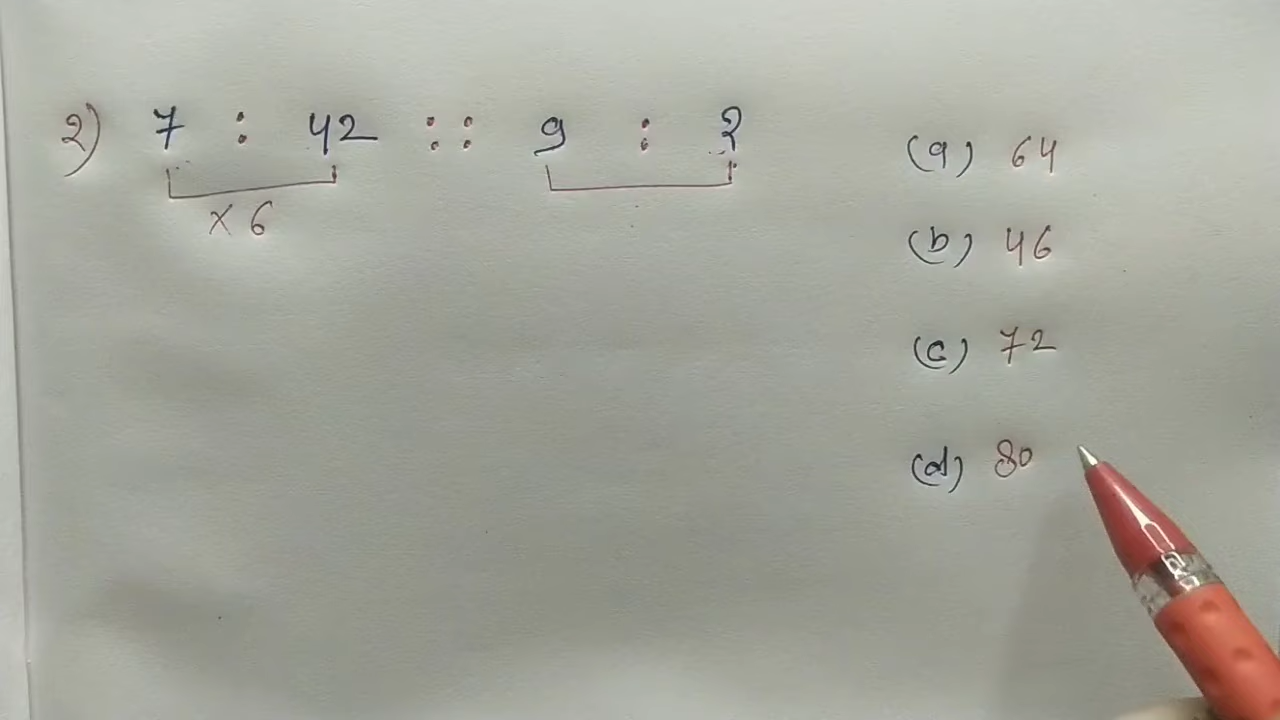 2) 7 : 42 :: 9 : ?
× 6
(a) 64
(b) 46
(c) 72
(d) 80